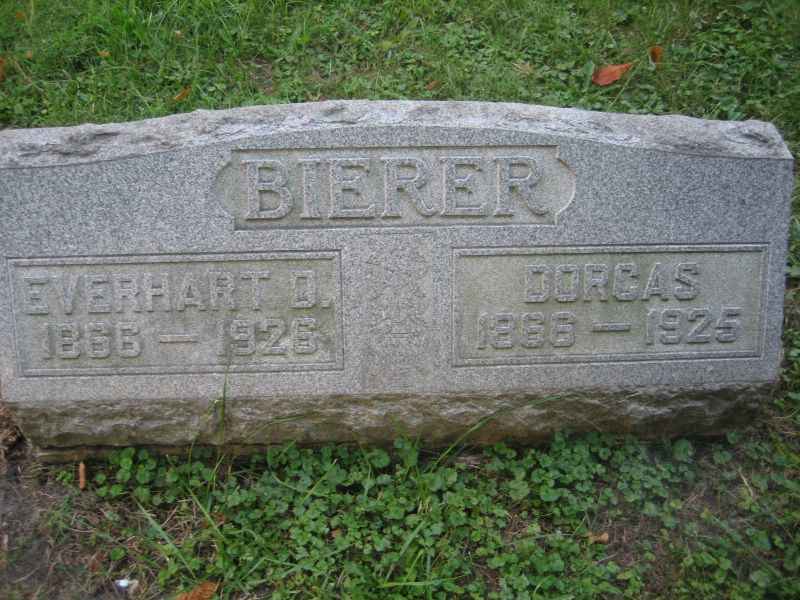 BIERER
EVERHART D.
1866 — 1926
DORCAS
1866 — 1925